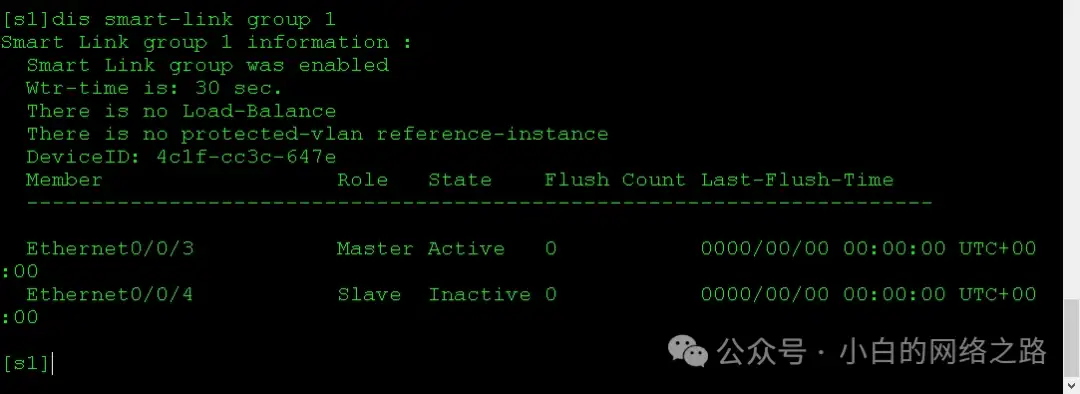 [s1]dis smart-link group 1
Smart Link group 1 information :
  Smart Link group was enabled
  Wtr-time is: 30 sec.
  There is no Load-Balance
  There is no protected-vlan reference-instance
  DeviceID: 4c1f-cc3c-647e
  Member                  Role   State    Flush Count Last-Flush-Time
  ----------------------------------------------------------------------
  Ethernet0/0/3           Master Active   0           0000/00/00 00:00:00 UTC+00
:00
  Ethernet0/0/4           Slave  Inactive 0           0000/00/00 00:00:00 UTC+00
:00
[s1]
公众号 · 小白的网络之路